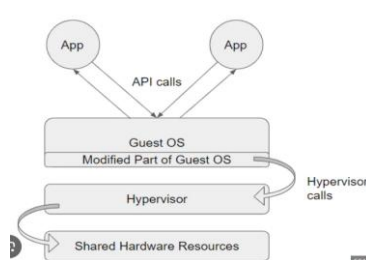 App
App
API calls
Guest OS
Modified Part of Guest OS
Hypervisor
calls
Hypervisor
Shared Hardware Resources